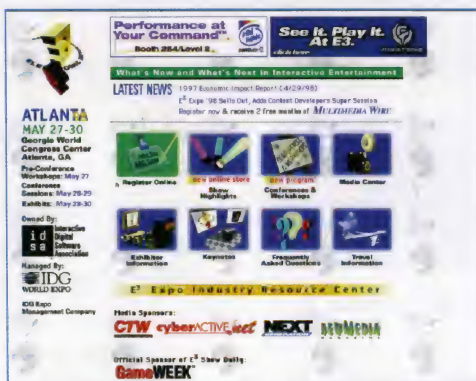 Performance at
Your Command™
Booth 264/Level 2
See It. Play It.
At E3.
click here
What's New and What's Next in Interactive Entertainment
LATEST NEWS
1997 Economic Impact Report (4/29/98)
E³ Expo '98 Sells Out, Adds Content Developers Super Session
Register now & receive 2 free months of MULTIMEDIA WIRE
ATLANTA
MAY 27-30
Georgia World
Congress Center
Atlanta, GA
Pre-Conference
Workshops: May 27
Conference
Sessions: May 28-29
Exhibits: May 28-30
Owned By:
idsa
Interactive
Digital
Software
Association
Managed By:
IDG
WORLD EXPO
IDG Expo
Management Company
Register Online
new online store
Show
Highlights
new program
Conferences &
Workshops
Media Center
Exhibitor
Information
Keynotes
Frequently
Asked Questions
Travel
Information
E³ Expo Industry Resource Center
Media Sponsors:
CTW
cyberACTIVE.net
NEXT
NEWMEDIA
Official Sponsor of E³ Show Daily:
GameWEEK